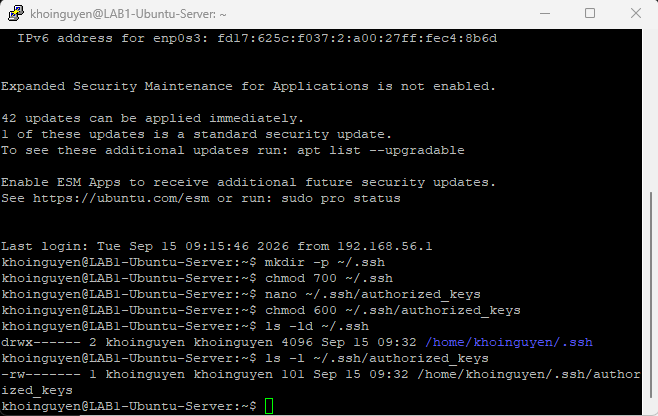 khoinguyen@LAB1-Ubuntu-Server: ~
IPv6 address for enp0s3: fd17:625c:f037:2:a00:27ff:fec4:8b6d
Expanded Security Maintenance for Applications is not enabled.
42 updates can be applied immediately.
1 of these updates is a standard security update.
To see these additional updates run: apt list --upgradable
Enable ESM Apps to receive additional future security updates.
See https://ubuntu.com/esm or run: sudo pro status
Last login: Tue Sep 15 09:15:46 2026 from 192.168.56.1
khoinguyen@LAB1-Ubuntu-Server:~$ mkdir -p ~/.ssh
khoinguyen@LAB1-Ubuntu-Server:~$ chmod 700 ~/.ssh
khoinguyen@LAB1-Ubuntu-Server:~$ nano ~/.ssh/authorized_keys
khoinguyen@LAB1-Ubuntu-Server:~$ chmod 600 ~/.ssh/authorized_keys
khoinguyen@LAB1-Ubuntu-Server:~$ ls -ld ~/.ssh
drwx------ 2 khoinguyen khoinguyen 4096 Sep 15 09:32 /home/khoinguyen/.ssh
khoinguyen@LAB1-Ubuntu-Server:~$ ls -l ~/.ssh/authorized_keys
-rw------- 1 khoinguyen khoinguyen 101 Sep 15 09:32 /home/khoinguyen/.ssh/author
ized_keys
khoinguyen@LAB1-Ubuntu-Server:~$